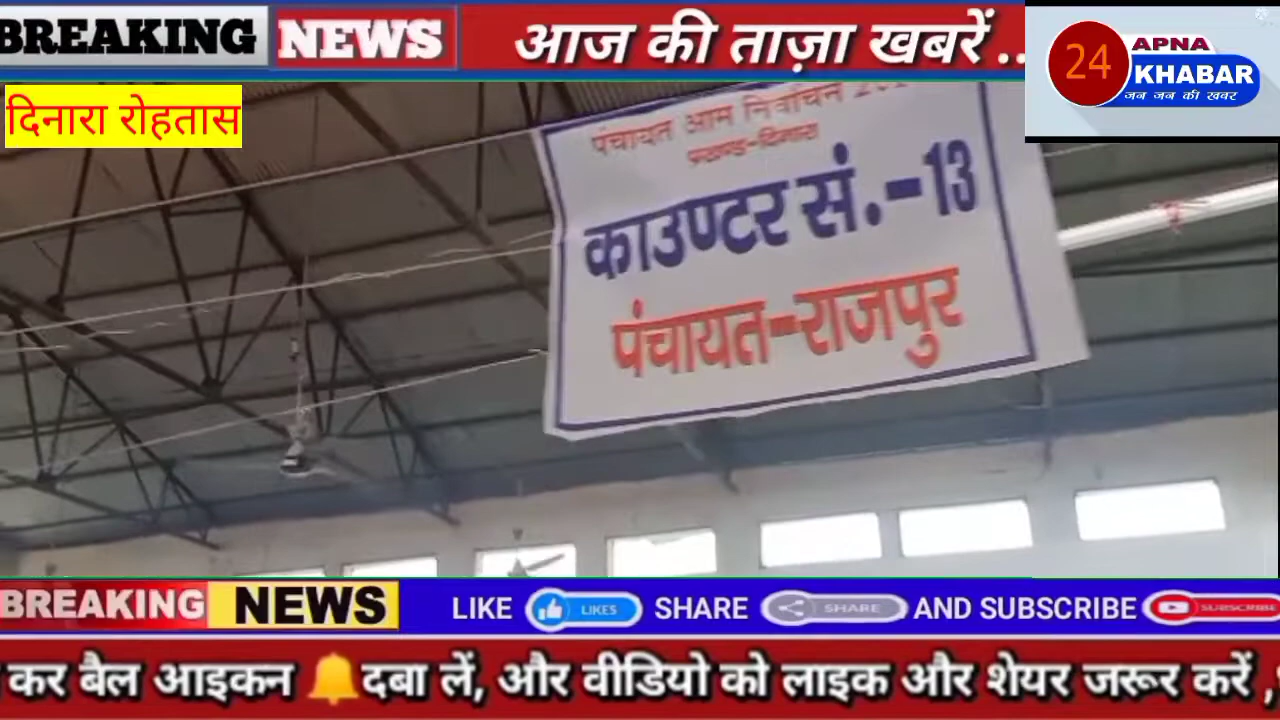 BREAKING NEWS आज की ताज़ा खबरें ..
24 APNA
KHABAR
जन जन की खबर
दिनारा रोहतास
पंचायत आम निर्वाचन
प्रखण्ड-दिनारा
काउण्टर सं.-13
पंचायत-राजपुर
BREAKING NEWS LIKE LIKES SHARE SHARE AND SUBSCRIBE SUBSCRIBE
कर बैल आइकन 🔔 दबा लें, और वीडियो को लाइक और शेयर जरूर करें ,